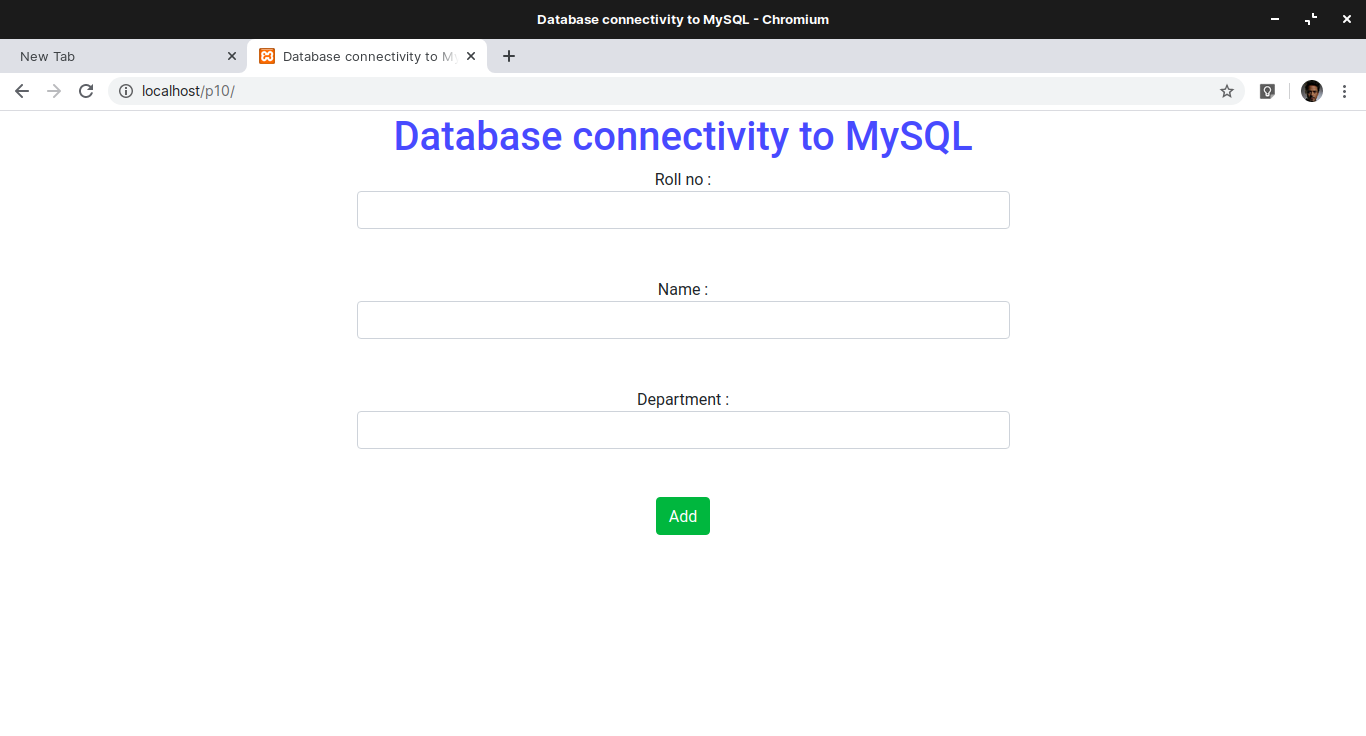 Database connectivity to MySQL - Chromium
New Tab
Database connectivity to My
localhost/p10/
Database connectivity to MySQL
Roll no :
Name :
Department :
Add